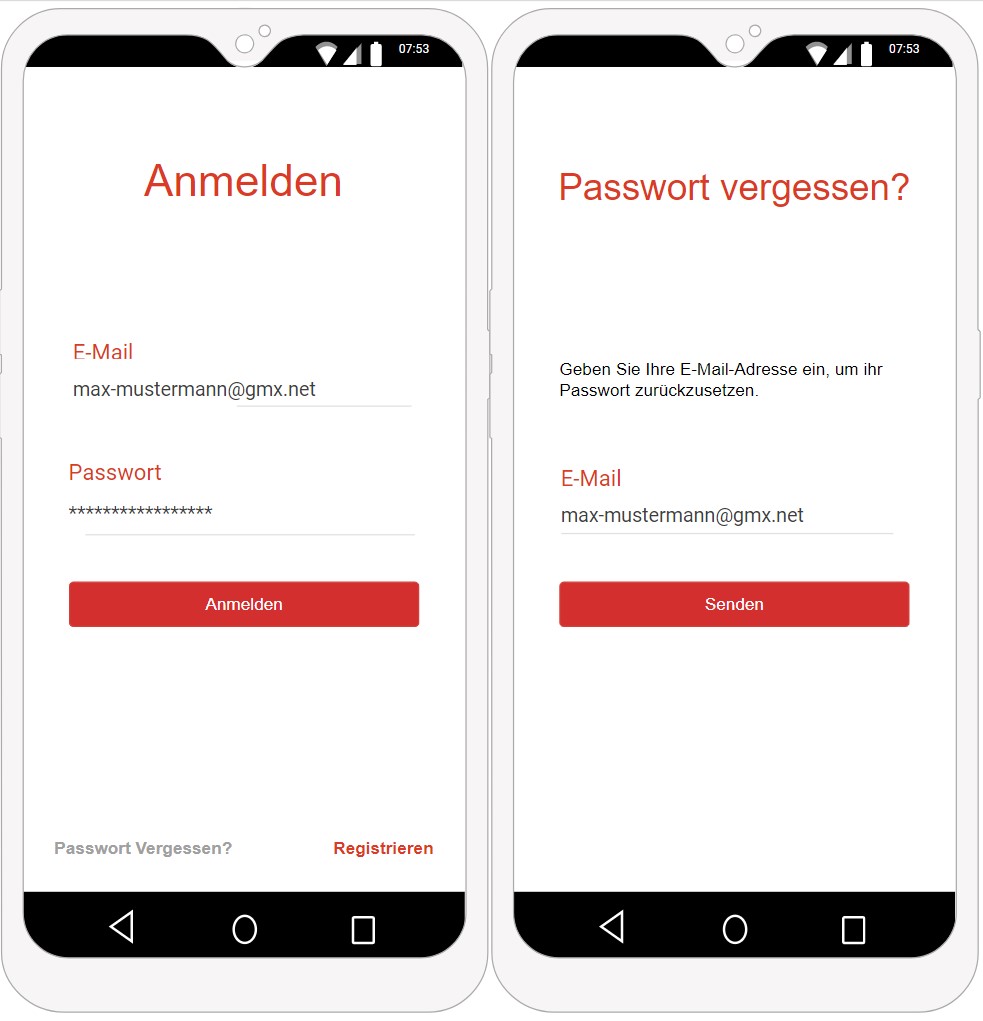 07:53
Anmelden
E-Mail
max-mustermann@gmx.net
Passwort
*****************
Anmelden
Passwort Vergessen?
Registrieren
07:53
Passwort vergessen?
Geben Sie Ihre E-Mail-Adresse ein, um ihr
Passwort zurückzusetzen.
E-Mail
max-mustermann@gmx.net
Senden